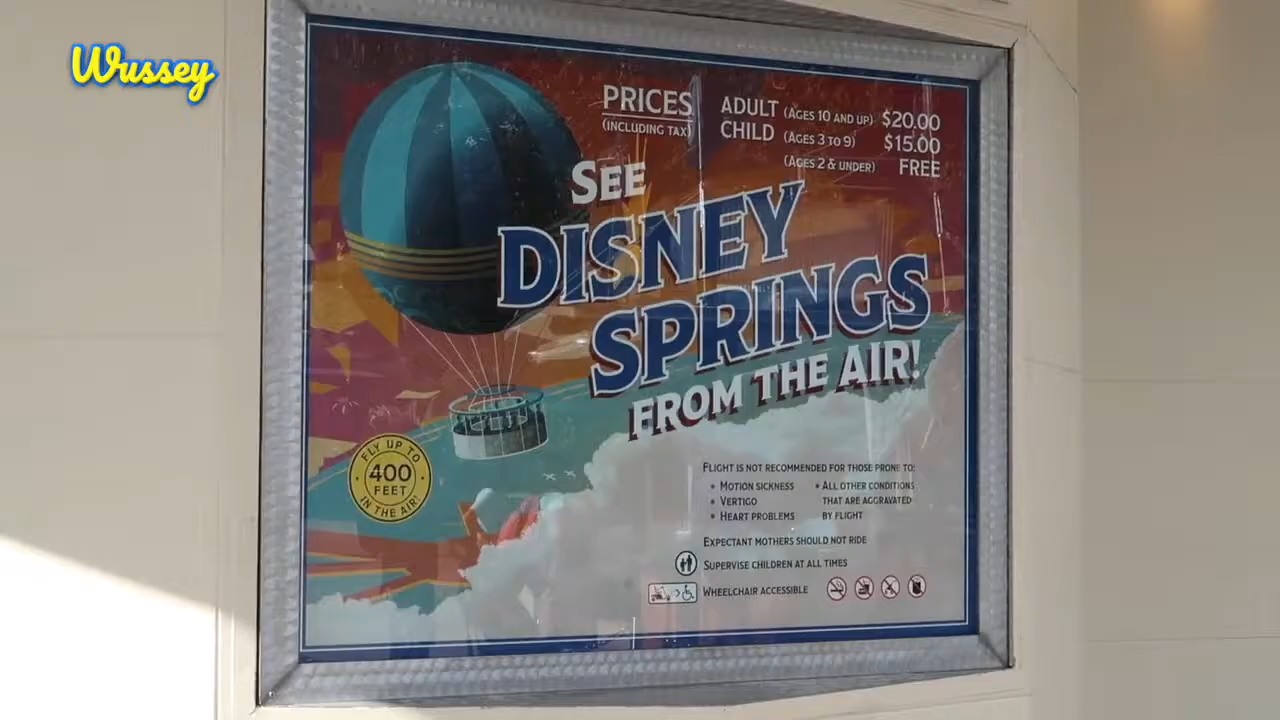 Wussey
PRICES
(INCLUDING TAX)
ADULT (AGES 10 AND UP) $20.00
CHILD (AGES 3 TO 9) $15.00
(AGES 2 & UNDER) FREE
SEE
DISNEY
SPRINGS
FROM THE AIR!
FLY UP TO
400
FEET
IN THE AIR!
FLIGHT IS NOT RECOMMENDED FOR THOSE PRONE TO:
• MOTION SICKNESS
• VERTIGO
• HEART PROBLEMS
• ALL OTHER CONDITIONS
THAT ARE AGGRAVATED
BY FLIGHT
EXPECTANT MOTHERS SHOULD NOT RIDE
SUPERVISE CHILDREN AT ALL TIMES
WHEELCHAIR ACCESSIBLE